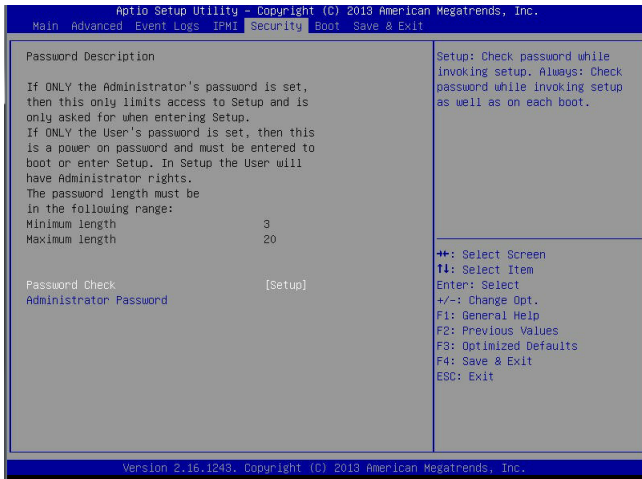 Aptio Setup Utility – Copyright (C) 2013 American Megatrends, Inc.
Main Advanced Event Logs IPMI Security Boot Save & Exit
Password Description
If ONLY the Administrator's password is set,
then this only limits access to Setup and is
only asked for when entering Setup.
If ONLY the User's password is set, then this
is a power on password and must be entered to
boot or enter Setup. In Setup the User will
have Administrator rights.
The password length must be
in the following range:
Minimum length 3
Maximum length 20
Password Check [Setup]
Administrator Password
Setup: Check password while
invoking setup. Always: Check
password while invoking setup
as well as on each boot.
→←: Select Screen
↑↓: Select Item
Enter: Select
+/-: Change Opt.
F1: General Help
F2: Previous Values
F3: Optimized Defaults
F4: Save & Exit
ESC: Exit
Version 2.16.1243. Copyright (C) 2013 American Megatrends, Inc.